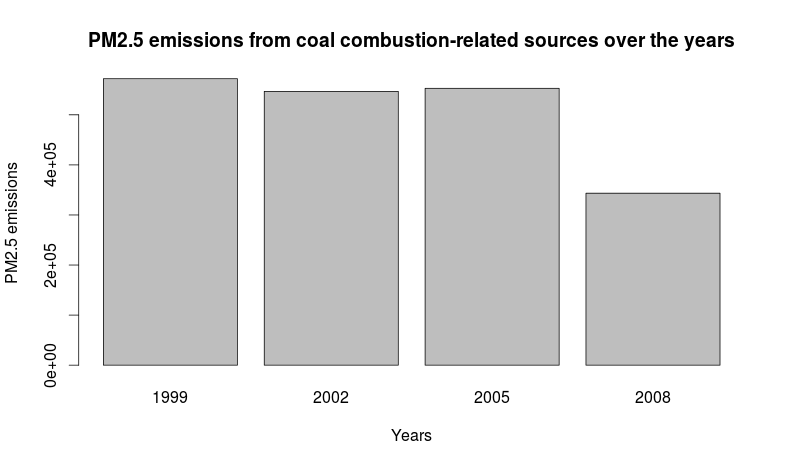 PM2.5 emissions from coal combustion-related sources over the years
PM2.5 emissions
4e+05
2e+05
0e+00
1999 2002 2005 2008
Years